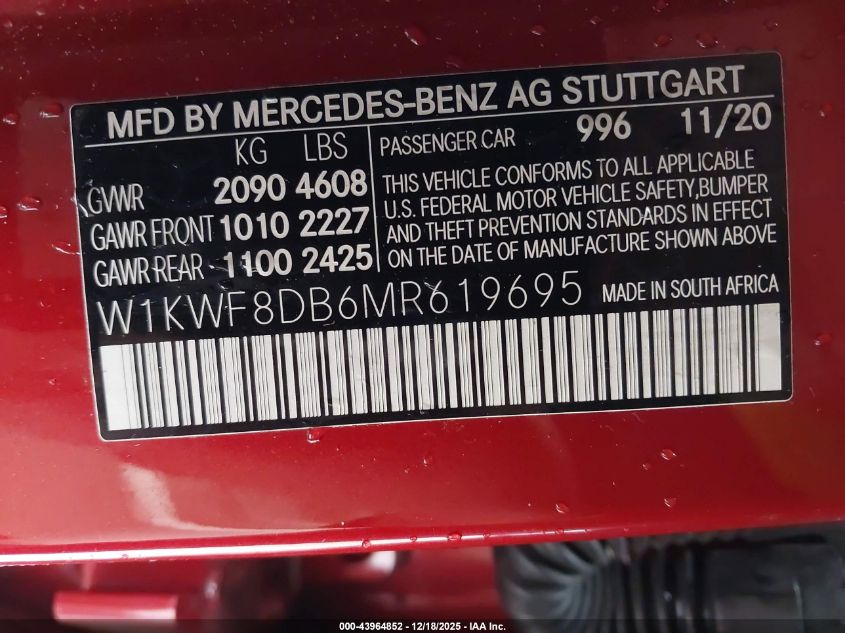 MFD BY MERCEDES-BENZ AG STUTTGART
KG LBS
GVWR 2090 4608
GAWR FRONT 1010 2227
GAWR REAR 1100 2425
PASSENGER CAR 996 11/20
THIS VEHICLE CONFORMS TO ALL APPLICABLE
U.S. FEDERAL MOTOR VEHICLE SAFETY,BUMPER
AND THEFT PREVENTION STANDARDS IN EFFECT
ON THE DATE OF MANUFACTURE SHOWN ABOVE
W1KWF8DB6MR619695 MADE IN SOUTH AFRICA
000-43964852 - 12/18/2025 - IAA Inc.